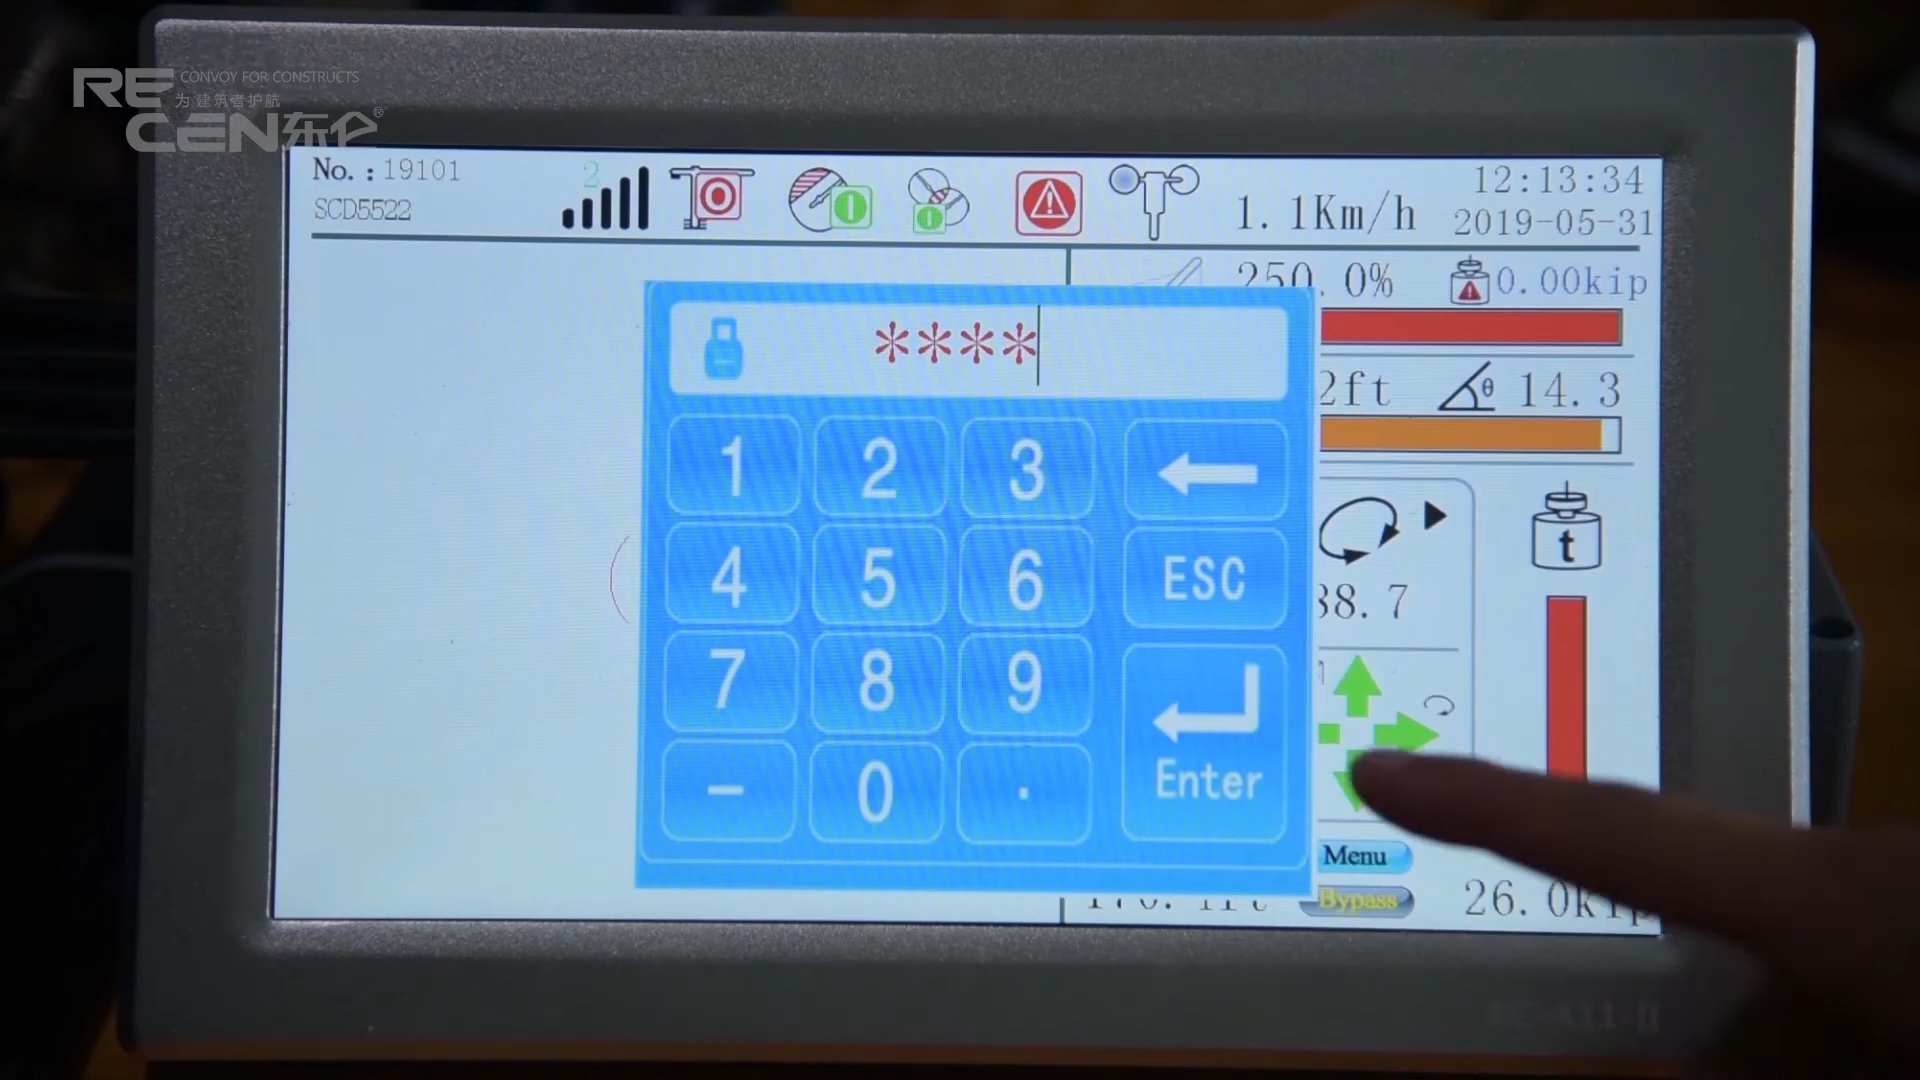 RE CONVOY FOR CONSTRUCTS
为建筑者护航
CEN东仑®
No.:19101
SCD5522
2
1.1Km/h
12:13:34
2019-05-31
250.0%
0.00kip
****
2ft
θ 14.3
1 2 3
4 5 6 ESC
7 8 9
- 0 . Enter
38.7
t
Menu
Bypass
26.0kip